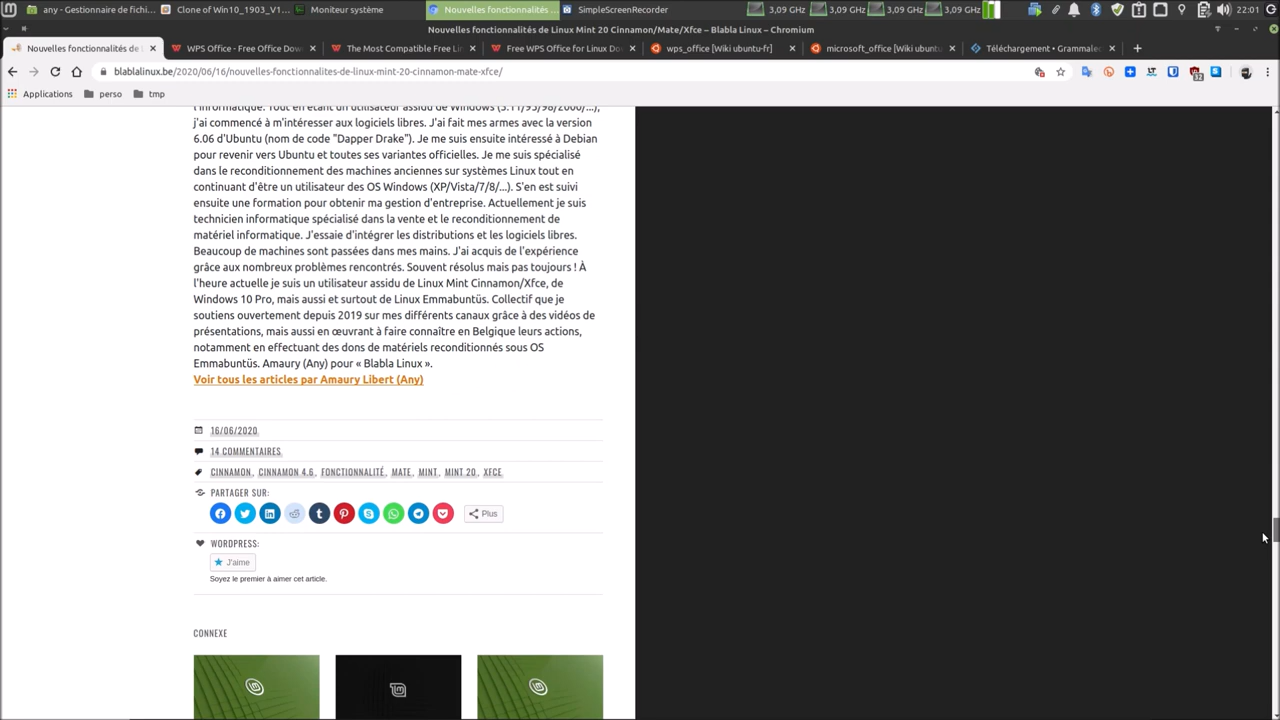 any - Gestionnaire de fichi...
Clone of Win10_1903_V1...
Moniteur système
Nouvelles fonctionnalités ...
SimpleScreenRecorder
3,09 GHz
3,09 GHz
3,09 GHz
3,09 GHz
22:01
Nouvelles fonctionnalités de Linux Mint 20 Cinnamon/Mate/Xfce – Blabla Linux – Chromium
Nouvelles fonctionnalités de L
WPS Office - Free Office Dow
The Most Compatible Free Li
Free WPS Office for Linux Do
wps_office [Wiki ubuntu-fr]
microsoft_office [Wiki ubuntu
Téléchargement • Grammale
blablalinux.be/2020/06/16/nouvelles-fonctionnalites-de-linux-mint-20-cinnamon-mate-xfce/
Applications
perso
tmp
l'informatique. Tout en étant un utilisateur assidu de Windows (3.11/95/98/2000/...),
j'ai commencé à m'intéresser aux logiciels libres. J'ai fait mes armes avec la version
6.06 d'Ubuntu (nom de code "Dapper Drake"). Je me suis ensuite intéressé à Debian
pour revenir vers Ubuntu et toutes ses variantes officielles. Je me suis spécialisé
dans le reconditionnement des machines anciennes sur systèmes Linux tout en
continuant d'être un utilisateur des OS Windows (XP/Vista/7/8/...). S'en est suivi
ensuite une formation pour obtenir ma gestion d'entreprise. Actuellement je suis
technicien informatique spécialisé dans la vente et le reconditionnement de
matériel informatique. J'essaie d'intégrer les distributions et les logiciels libres.
Beaucoup de machines sont passées dans mes mains. J'ai acquis de l'expérience
grâce aux nombreux problèmes rencontrés. Souvent résolus mais pas toujours ! À
l'heure actuelle je suis un utilisateur assidu de Linux Mint Cinnamon/Xfce, de
Windows 10 Pro, mais aussi et surtout de Linux Emmabuntüs. Collectif que je
soutiens ouvertement depuis 2019 sur mes différents canaux grâce à des vidéos de
présentations, mais aussi en œuvrant à faire connaître en Belgique leurs actions,
notamment en effectuant des dons de matériels reconditionnés sous OS
Emmabuntüs. Amaury (Any) pour « Blabla Linux ».
Voir tous les articles par Amaury Libert (Any)
16/06/2020
14 COMMENTAIRES
CINNAMON, CINNAMON 4.6, FONCTIONNALITÉ, MATE, MINT, MINT 20, XFCE
PARTAGER SUR:
Plus
WORDPRESS:
J'aime
Soyez le premier à aimer cet article.
CONNEXE